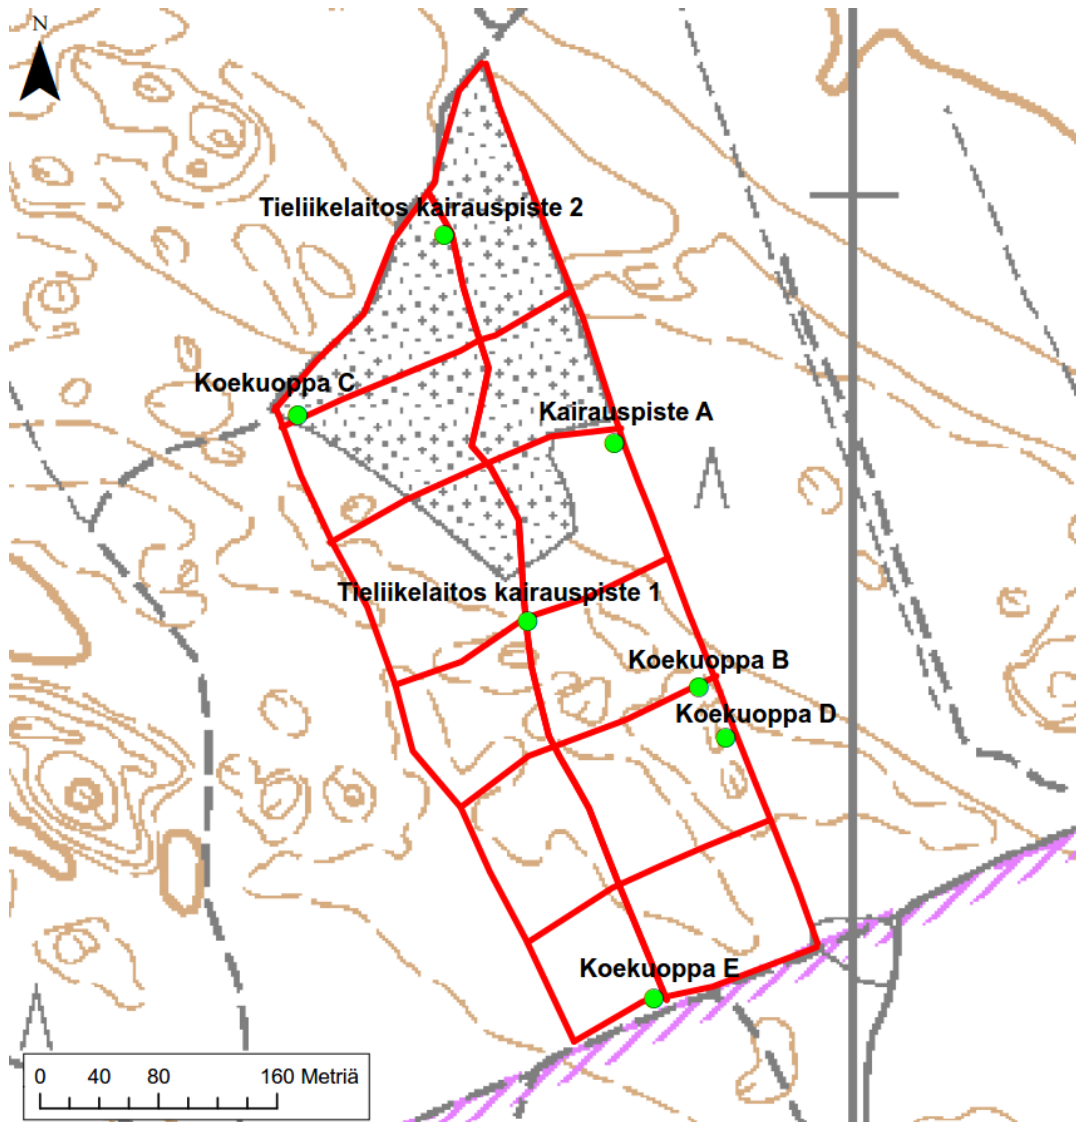 N
Tieliikelaitos kairauspiste 2
Koekuoppa C
Kairauspiste A
Tieliikelaitos kairauspiste 1
Koekuoppa B
Koekuoppa D
Koekuoppa E
0 40 80 160 Metriä